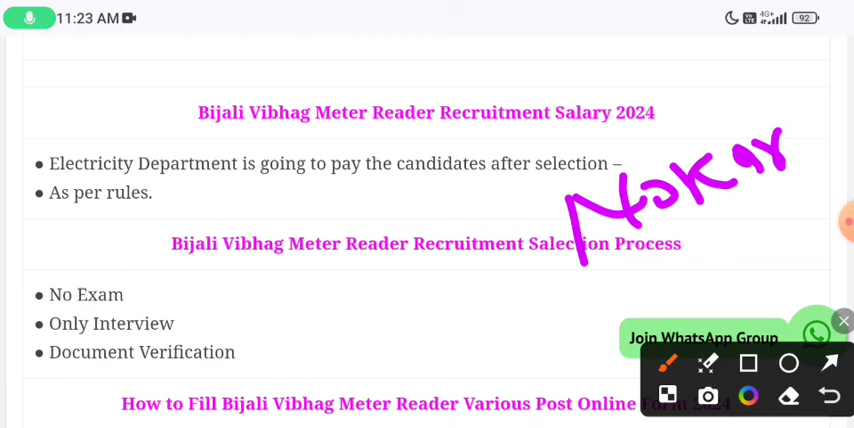 11:23 AM
4G+
92
Bijali Vibhag Meter Reader Recruitment Salary 2024
● Electricity Department is going to pay the candidates after selection –
● As per rules.
Bijali Vibhag Meter Reader Recruitment Selection Process
● No Exam
● Only Interview
● Document Verification
Join WhatsApp Group
How to Fill Bijali Vibhag Meter Reader Various Post Online Form 2024